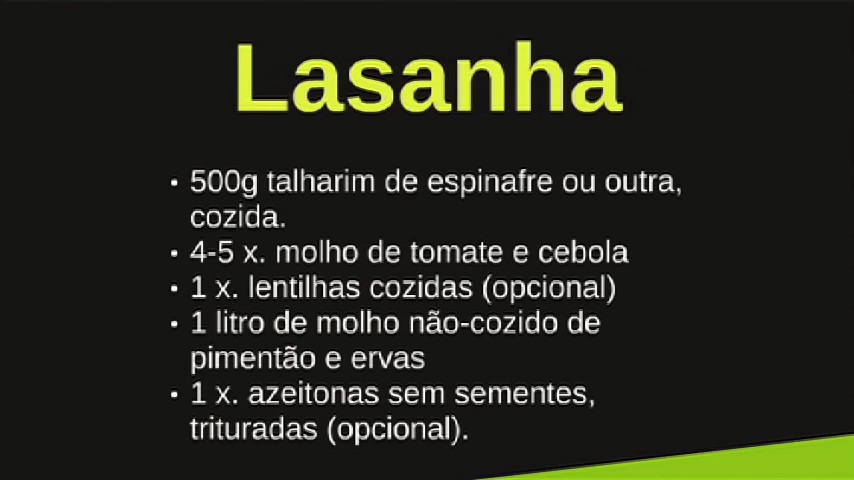 Lasanha
• 500g talharim de espinafre ou outra,
cozida.
• 4-5 x. molho de tomate e cebola
• 1 x. lentilhas cozidas (opcional)
• 1 litro de molho não-cozido de
pimentão e ervas
• 1 x. azeitonas sem sementes,
trituradas (opcional).